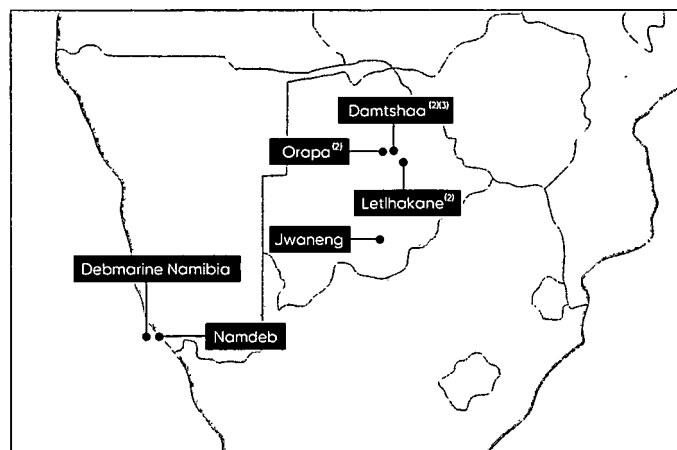 Damtshaa(2)(3)
Orapa(2)
Letlhakane(2)
Jwaneng
Debmarine Namibia
Namdeb